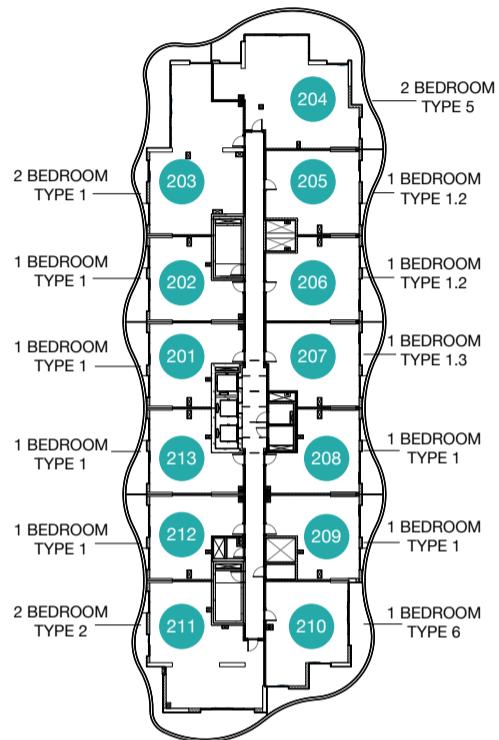 204
2 BEDROOM
TYPE 5
2 BEDROOM
TYPE 1
203
205
1 BEDROOM
TYPE 1.2
1 BEDROOM
TYPE 1
202
206
1 BEDROOM
TYPE 1.2
1 BEDROOM
TYPE 1
201
207
1 BEDROOM
TYPE 1.3
1 BEDROOM
TYPE 1
213
208
1 BEDROOM
TYPE 1
1 BEDROOM
TYPE 1
212
209
1 BEDROOM
TYPE 1
2 BEDROOM
TYPE 2
211
210
1 BEDROOM
TYPE 6